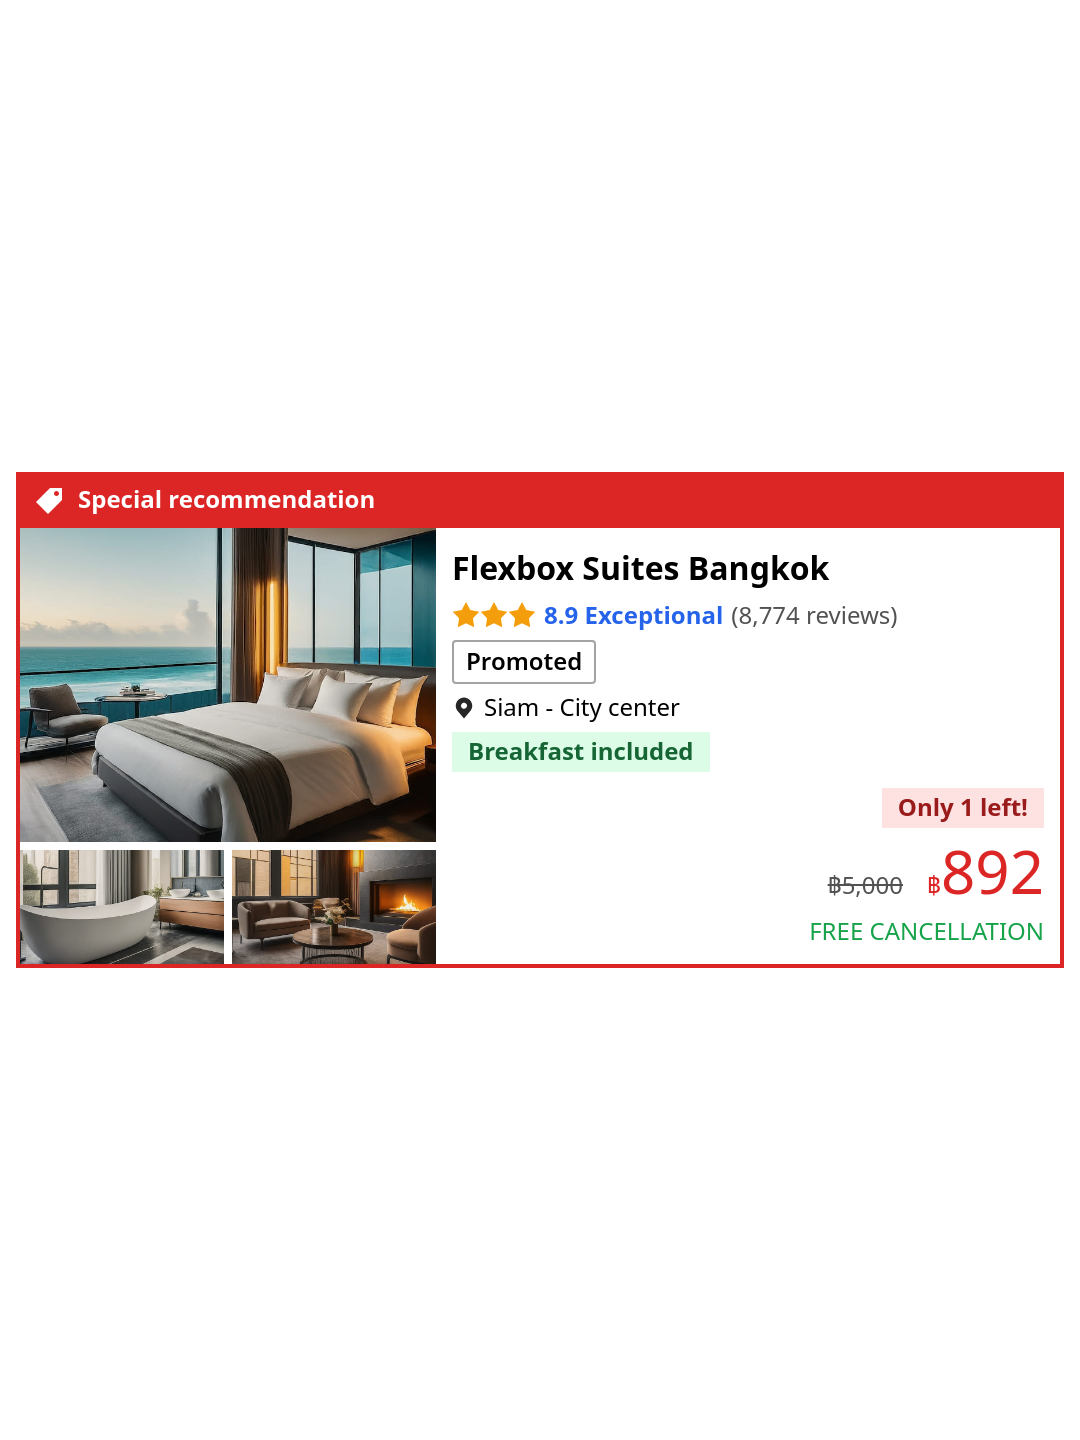 Special recommendation
Flexbox Suites Bangkok
8.9 Exceptional (8,774 reviews)
Promoted
Siam - City center
Breakfast included
Only 1 left!
฿5,000 ฿892
FREE CANCELLATION